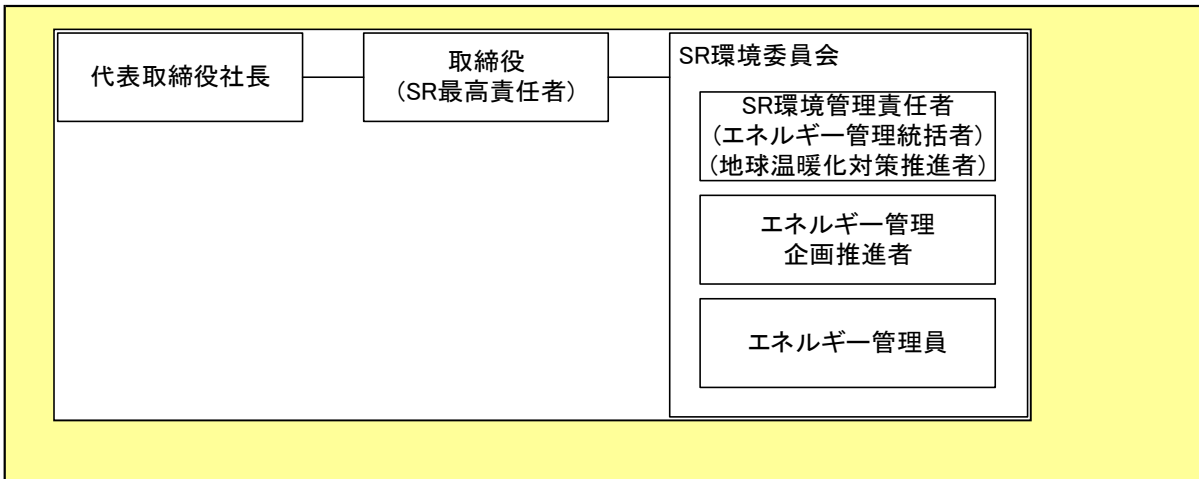 代表取締役社長
取締役
（SR最高責任者）
SR環境委員会
SR環境管理責任者
（エネルギー管理統括者）
（地球温暖化対策推進者）
エネルギー管理
企画推進者
エネルギー管理員